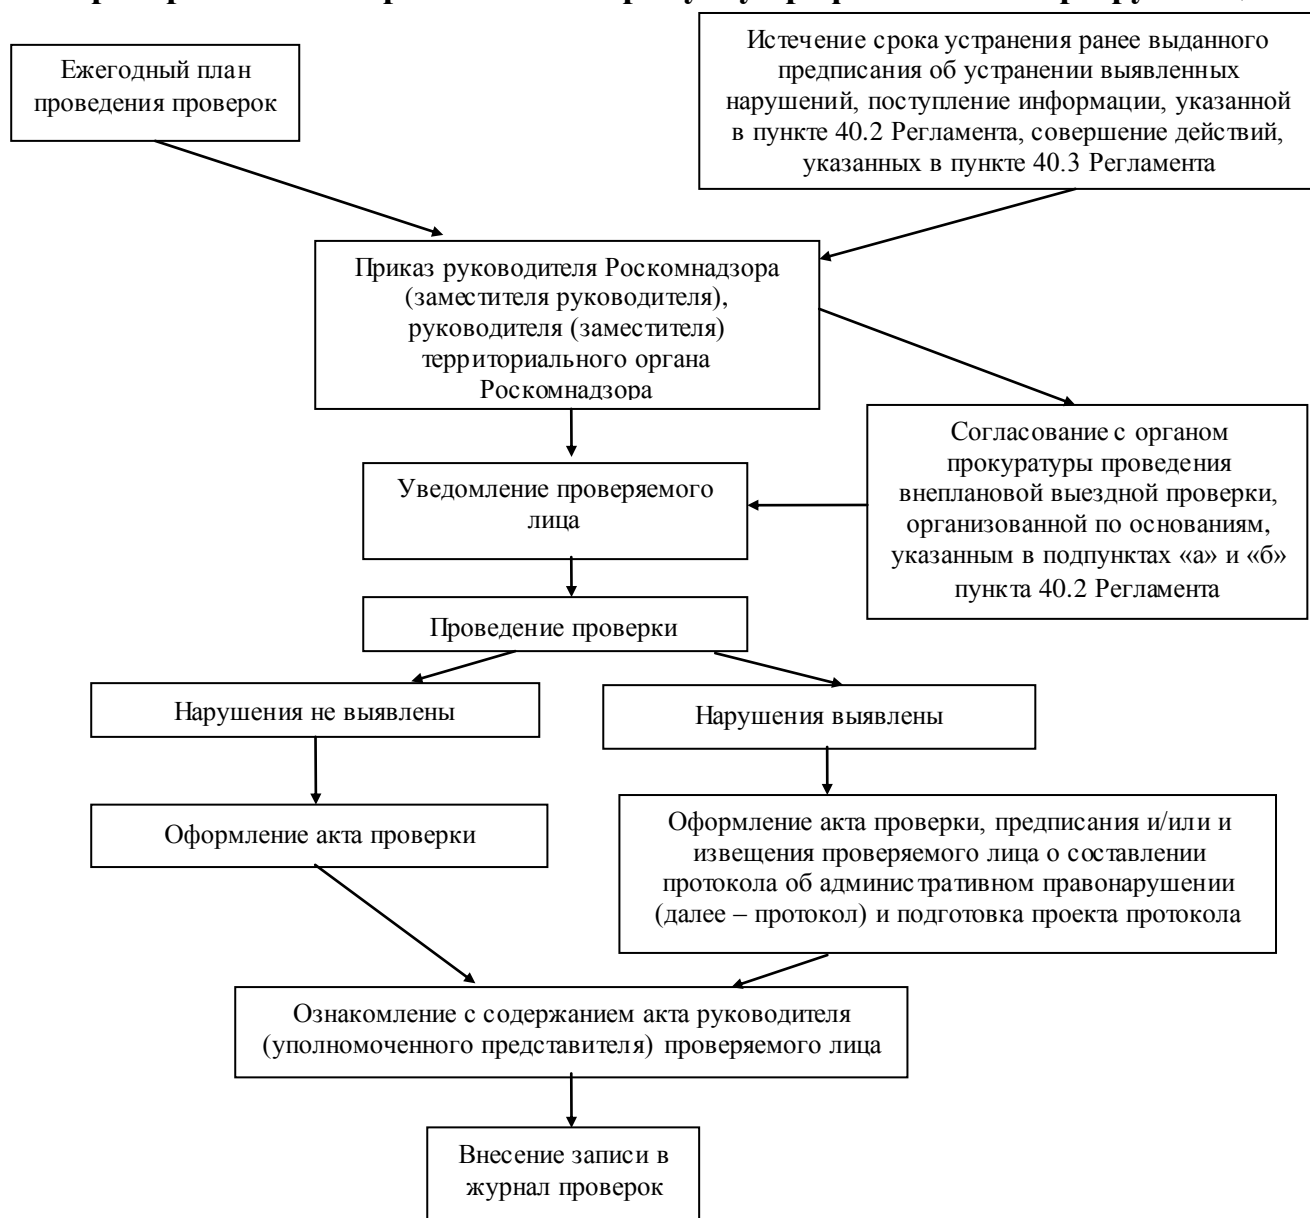 Ежегодный план
проведения проверок
Истечение срока устранения ранее выданного
предписания об устранении выявленных
нарушений, поступление информации, указанной
в пункте 40.2 Регламента, совершение действий,
указанных в пункте 40.3 Регламента
Приказ руководителя Роскомнадзора
(заместителя руководителя),
руководителя (заместителя)
территориального органа
Роскомнадзора
Согласование с органом
прокуратуры проведения
внеплановой выездной проверки,
организованной по основаниям,
указанным в подпунктах «а» и «б»
пункта 40.2 Регламента
Уведомление проверяемого
лица
Проведение проверки
Нарушения не выявлены
Нарушения выявлены
Оформление акта проверки
Оформление акта проверки, предписания и/или и
извещения проверяемого лица о составлении
протокола об административном правонарушении
(далее – протокол) и подготовка проекта протокола
Ознакомление с содержанием акта руководителя
(уполномоченного представителя) проверяемого лица
Внесение записи в
журнал проверок